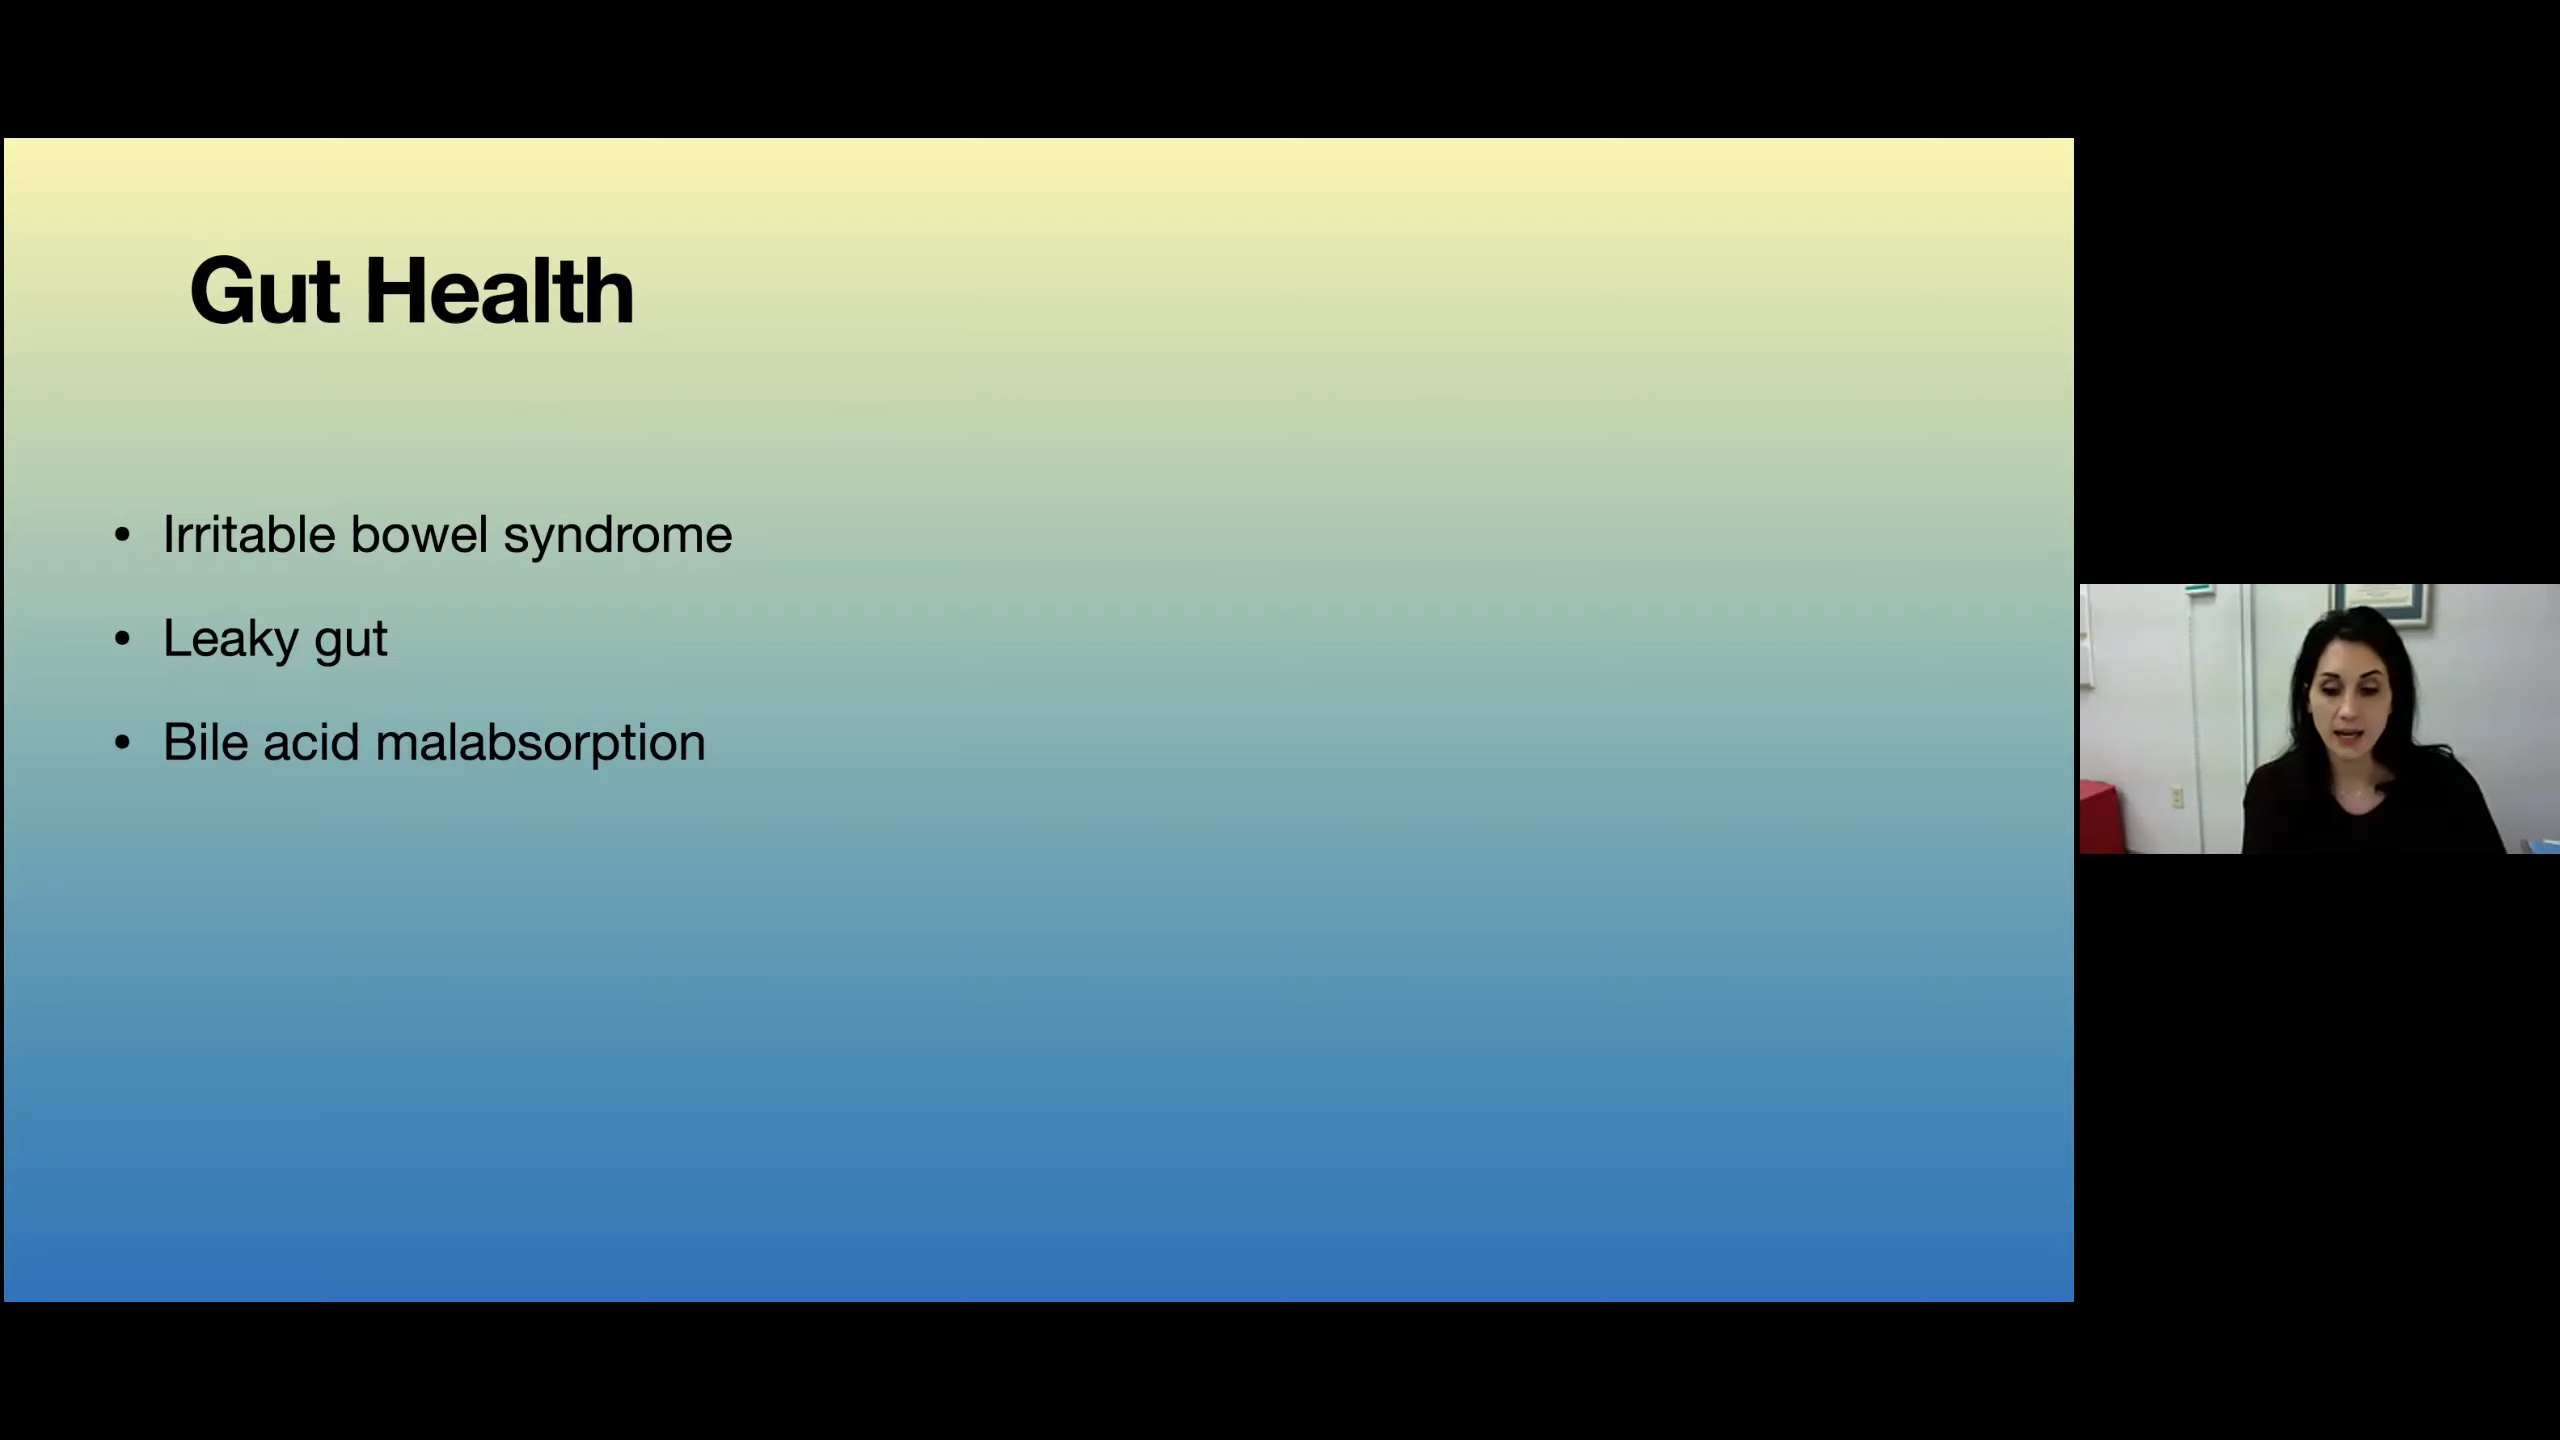 Gut Health
• Irritable bowel syndrome
• Leaky gut
• Bile acid malabsorption